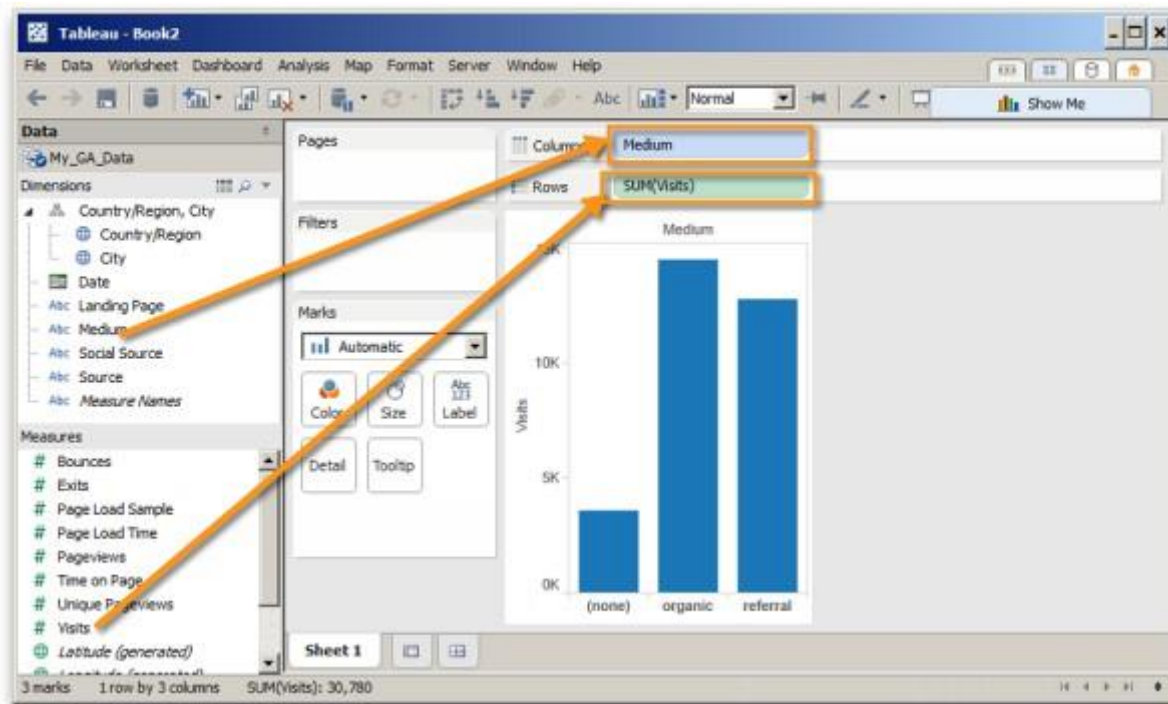 Tableau - Book2
File Data Worksheet Dashboard Analysis Map Format Server Window Help
Abc Normal Show Me
Data
My_GA_Data
Dimensions
Country/Region, City
Country/Region
City
Date
Abc Landing Page
Abc Medium
Abc Social Source
Abc Source
Abc Measure Names
Measures
# Bounces
# Exits
# Page Load Sample
# Page Load Time
# Pageviews
# Time on Page
# Unique Pageviews
# Visits
Latitude (generated)
Pages
Filters
Marks
Automatic
Color Size Abc 123 Label
Detail Tooltip
Columns Medium
Rows SUM(Visits)
Medium
10K
5K
0K
Visits
(none) organic referral
Sheet 1
3 marks 1 row by 3 columns SUM(Visits): 30,780